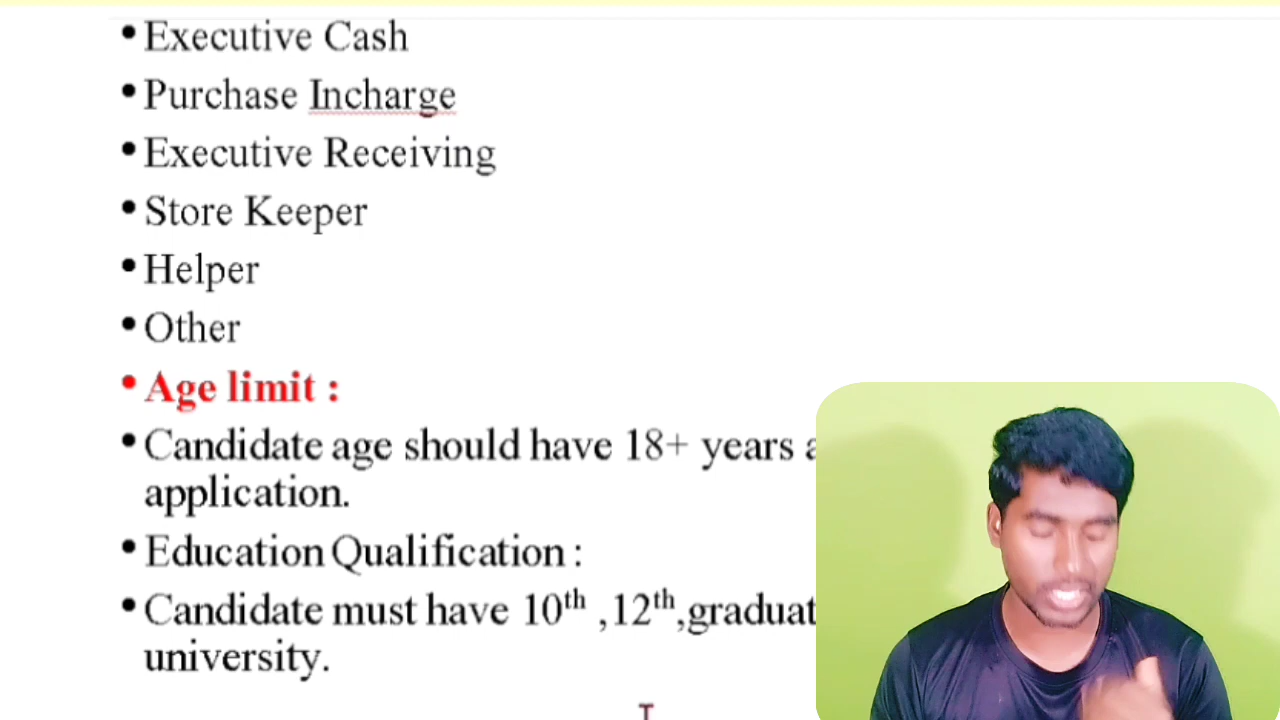 • Executive Cash
• Purchase Incharge
• Executive Receiving
• Store Keeper
• Helper
• Other
• Age limit :
• Candidate age should have 18+ years
application.
• Education Qualification :
• Candidate must have 10th ,12th,graduat
university.